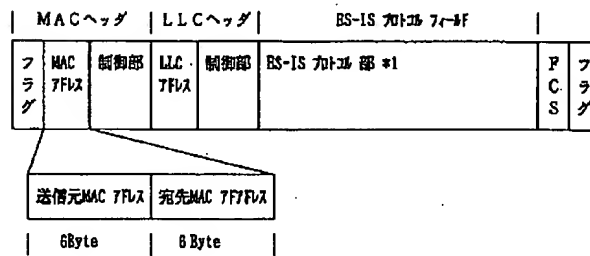 MACヘッダ LLCヘッダ ES-IS プロトコル フィールド
フラグ MAC アドレス 制御部 LLC アドレス 制御部 ES-IS プロトコル 部 *1 FCS フラグ
送信元MAC アドレス 宛先MAC アドアドレス
6Byte 6 Byte